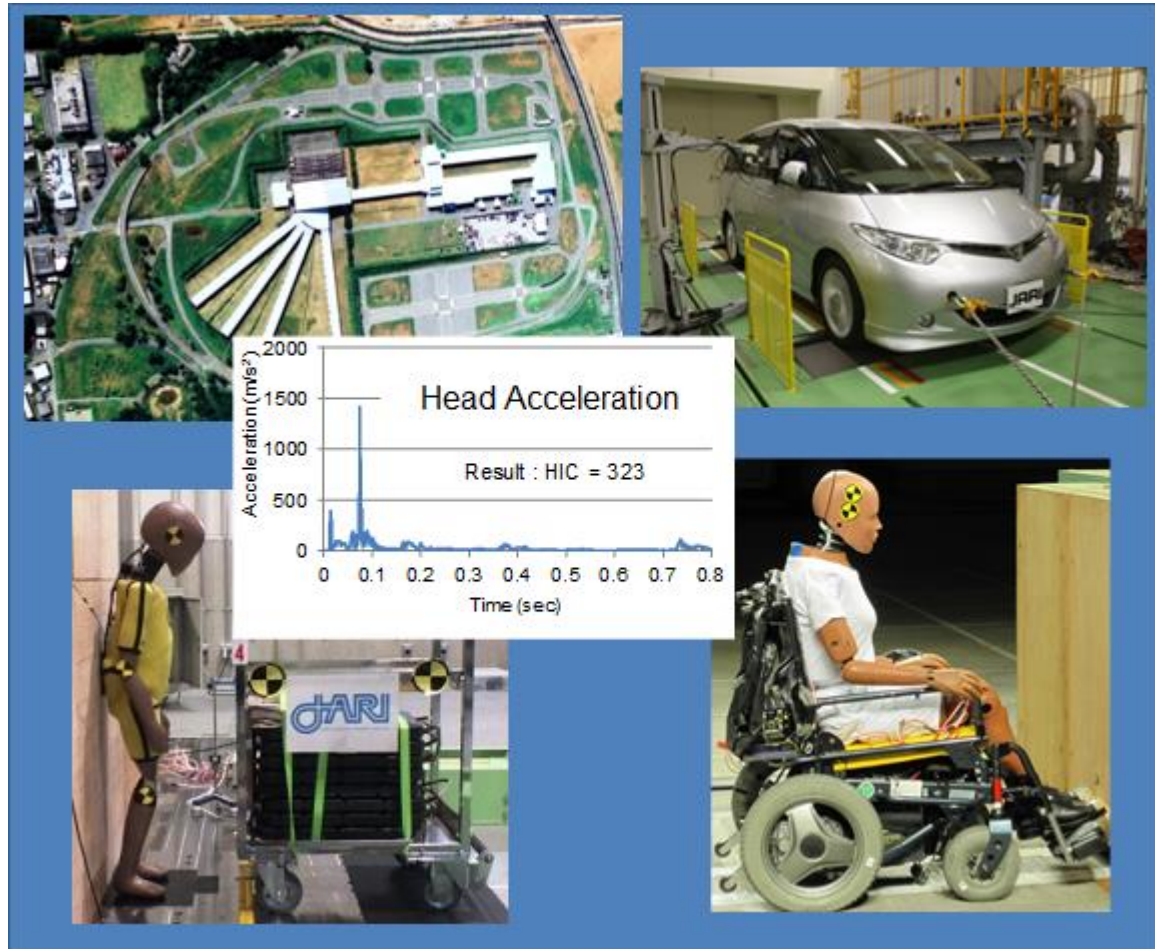 JARI
2000
1500
1000
500
0
Acceleration (m/s²)
Head Acceleration
Result : HIC = 323
0 0.1 0.2 0.3 0.4 0.5 0.6 0.7 0.8
Time (sec)
4
JARI